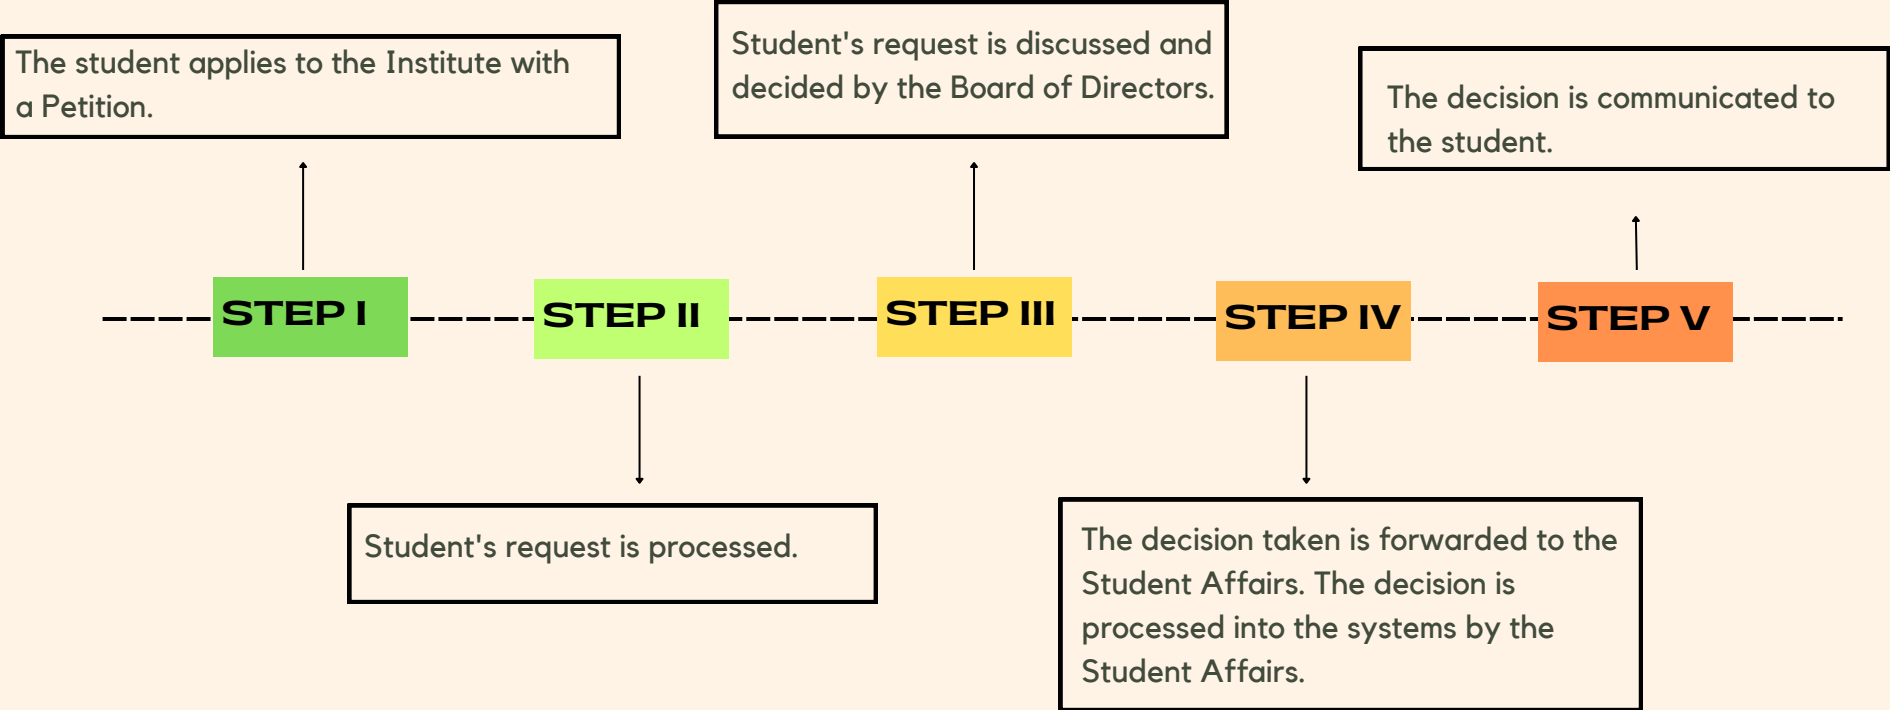 The student applies to the Institute with
a Petition.
Student's request is discussed and
decided by the Board of Directors.
The decision is communicated to
the student.
STEP I
STEP II
STEP III
STEP IV
STEP V
Student's request is processed.
The decision taken is forwarded to the
Student Affairs. The decision is
processed into the systems by the
Student Affairs.